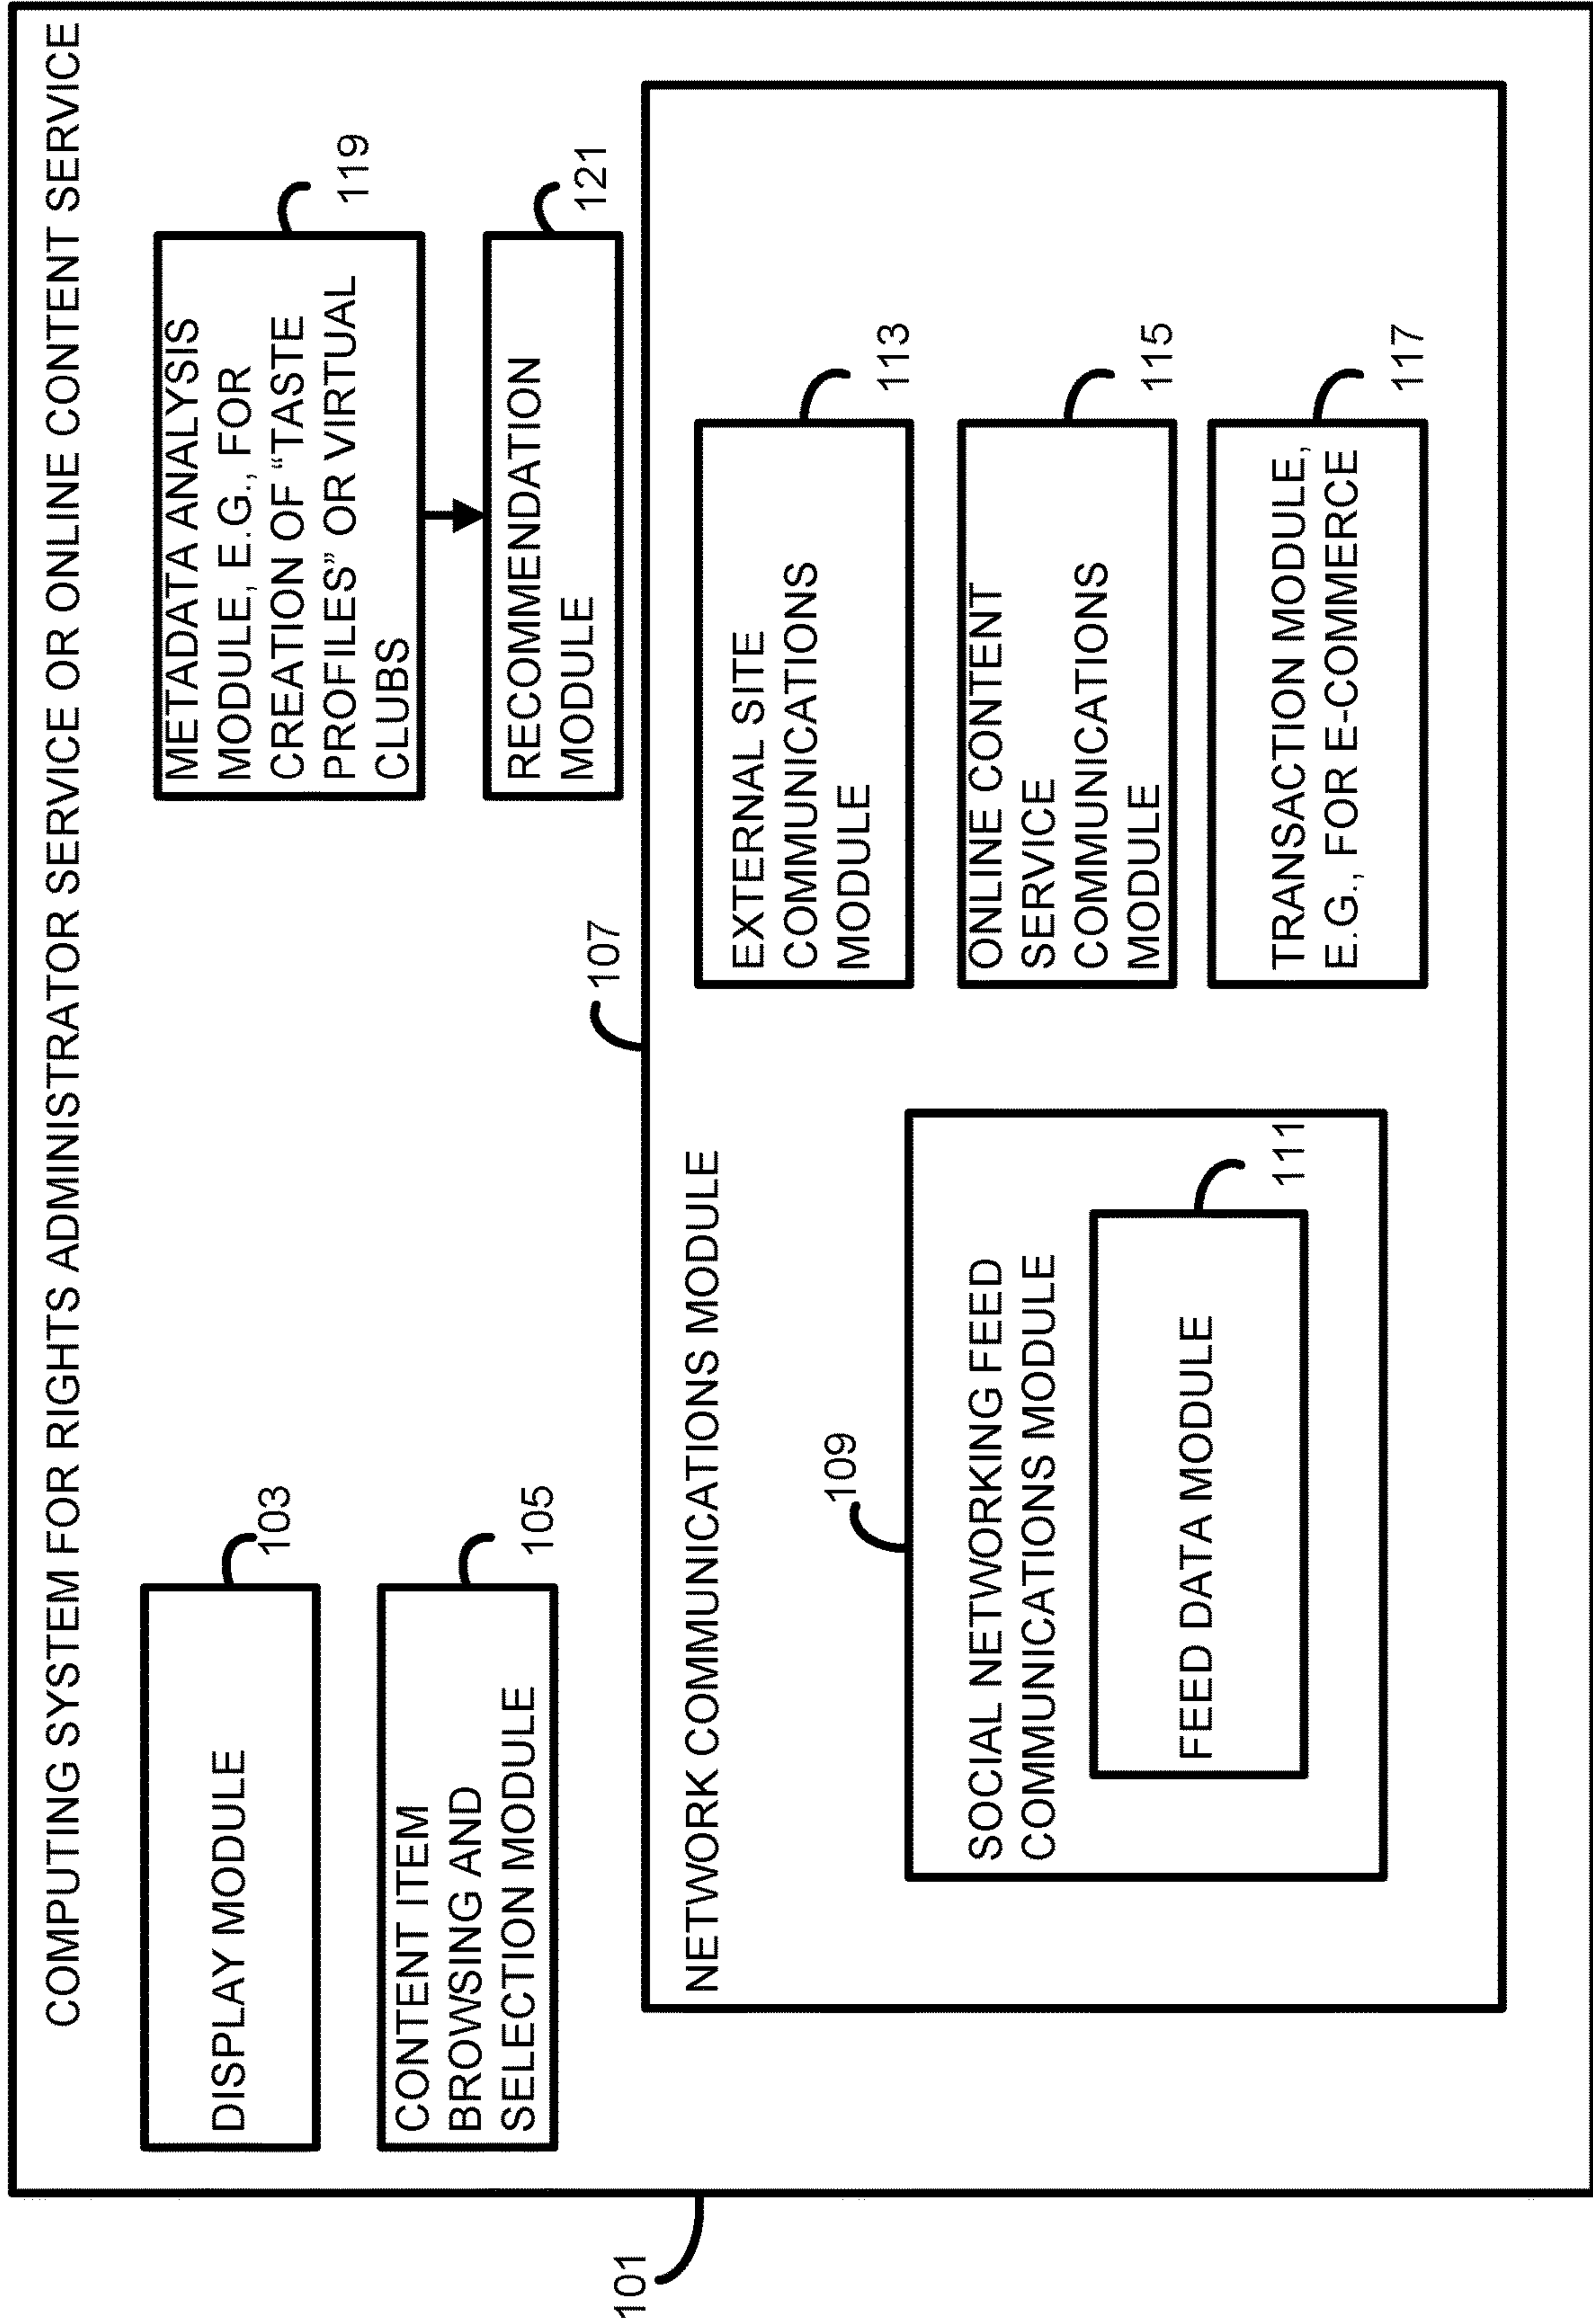 COMPUTING SYSTEM FOR RIGHTS ADMINISTRATOR SERVICE OR ONLINE CONTENT SERVICE
101
DISPLAY MODULE
103
CONTENT ITEM
BROWSING AND
SELECTION MODULE
105
METADATA ANALYSIS
MODULE, E.G., FOR
CREATION OF “TASTE
PROFILES” OR VIRTUAL
CLUBS
119
RECOMMENDATION
MODULE
121
107
NETWORK COMMUNICATIONS MODULE
109
SOCIAL NETWORKING FEED
COMMUNICATIONS MODULE
FEED DATA MODULE
111
EXTERNAL SITE
COMMUNICATIONS
MODULE
113
ONLINE CONTENT
SERVICE
COMMUNICATIONS
MODULE
115
TRANSACTION MODULE,
E.G., FOR E-COMMERCE
117